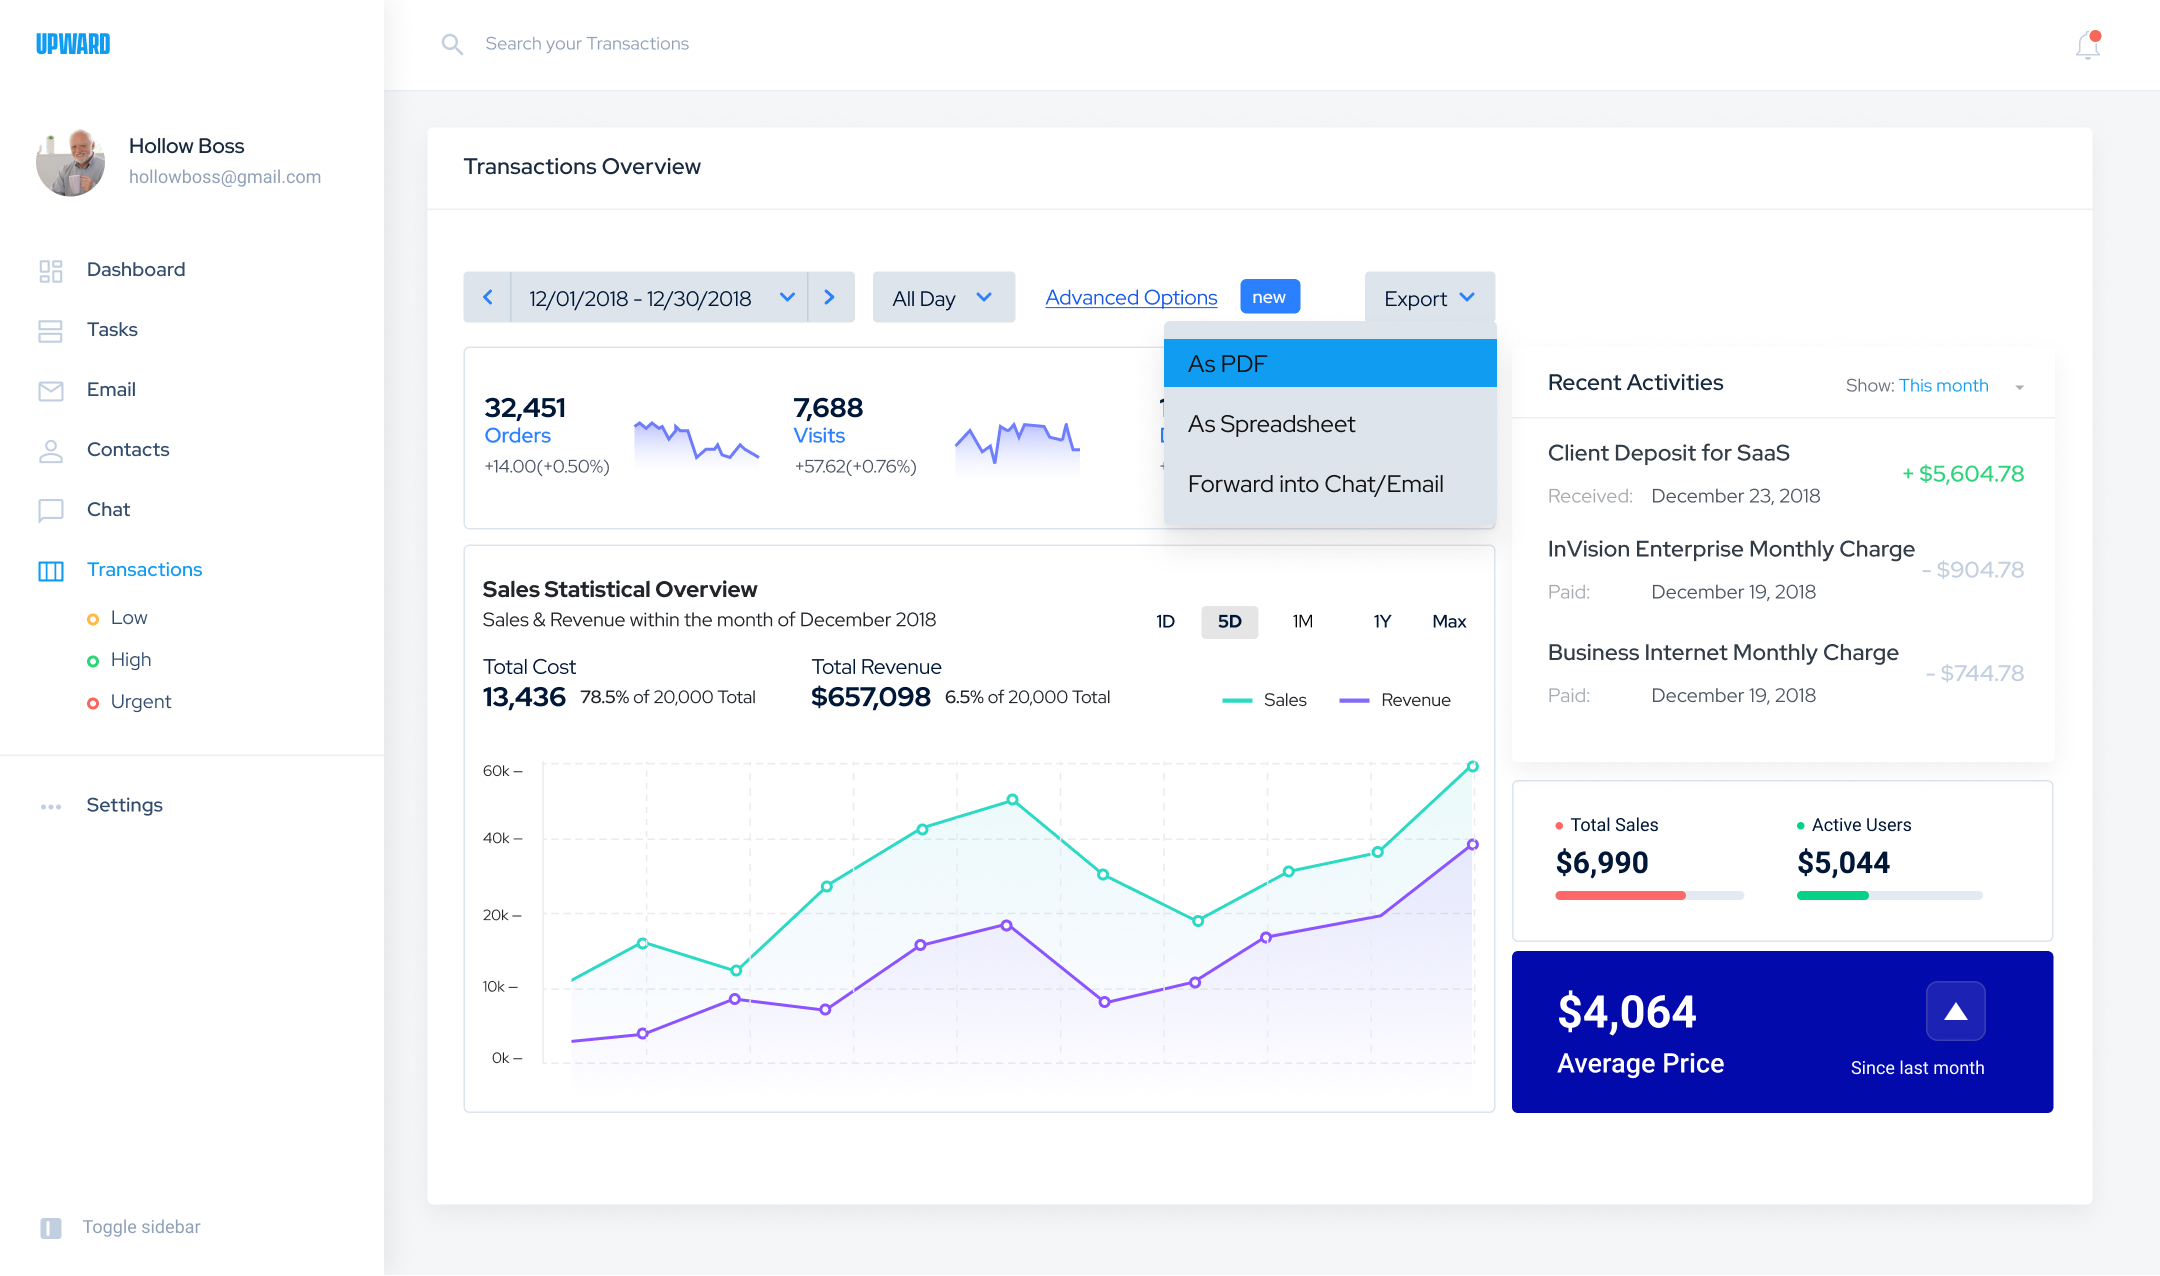 UPWARD
Search your Transactions
Hollow Boss
hollowboss@gmail.com
Dashboard
Tasks
Email
Contacts
Chat
Transactions
Low
High
Urgent
Settings
Toggle sidebar
Transactions Overview
12/01/2018 - 12/30/2018
All Day
Advanced Options
new
Export
As PDF
As Spreadsheet
Forward into Chat/Email
32,451
Orders
+14.00(+0.50%)
7,688
Visits
+57.62(+0.76%)
Sales Statistical Overview
Sales & Revenue within the month of December 2018
1D
5D
1M
1Y
Max
Total Cost
13,436 78.5% of 20,000 Total
Total Revenue
$657,098 6.5% of 20,000 Total
Sales
Revenue
60k
40k
20k
10k
0k
Recent Activities
Show: This month
Client Deposit for SaaS
Received: December 23, 2018
+ $5,604.78
InVision Enterprise Monthly Charge
Paid: December 19, 2018
- $904.78
Business Internet Monthly Charge
Paid: December 19, 2018
- $744.78
Total Sales
$6,990
Active Users
$5,044
$4,064
Average Price
Since last month